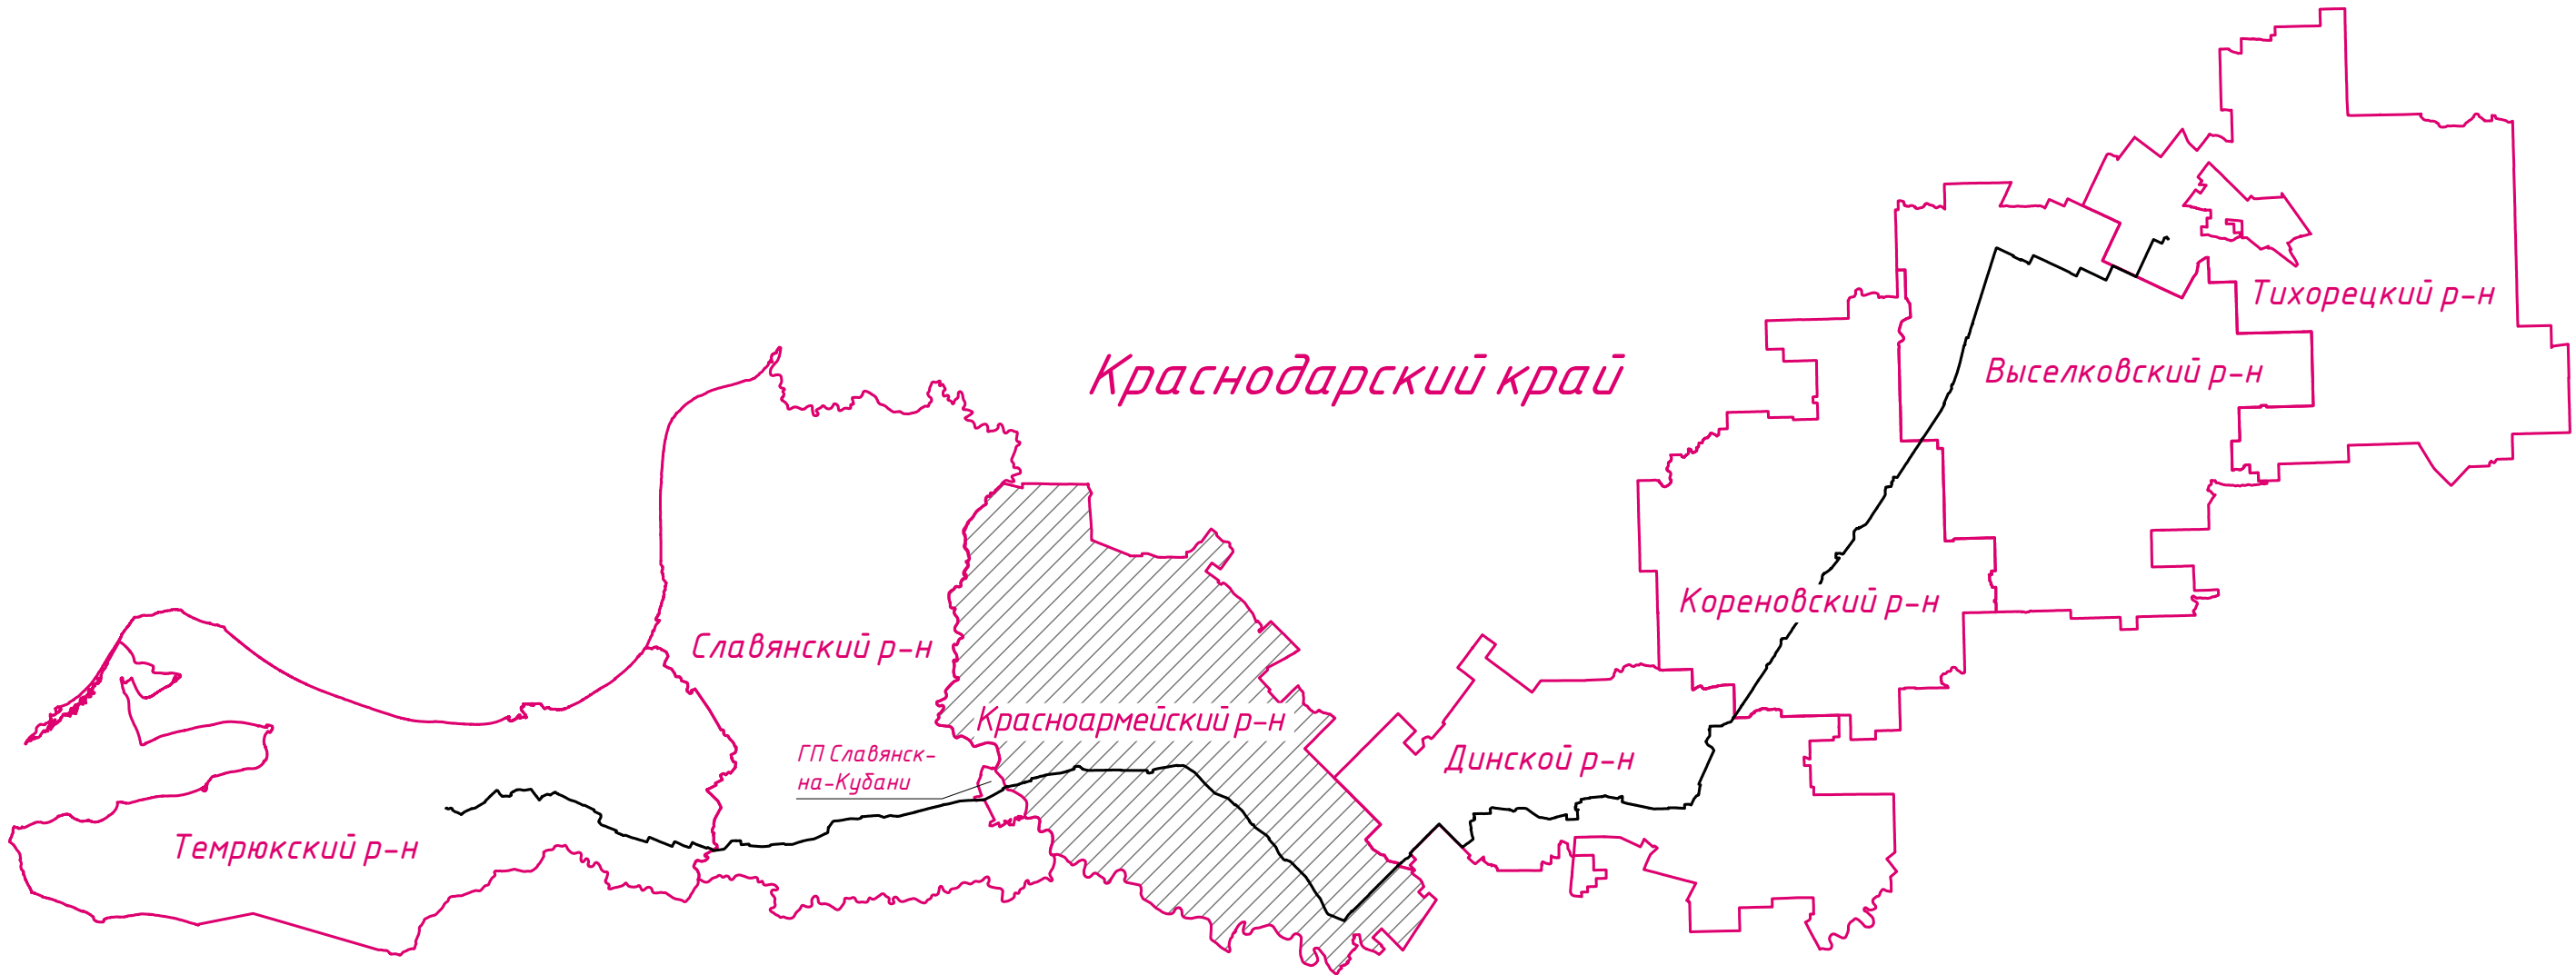 Тихорецкий р-н
Краснодарский край
Выселковский р-н
Кореновский р-н
Славянский р-н
Красноармейский р-н
ГП Славянск-
на-Кубани
Динской р-н
Темрюкский р-н